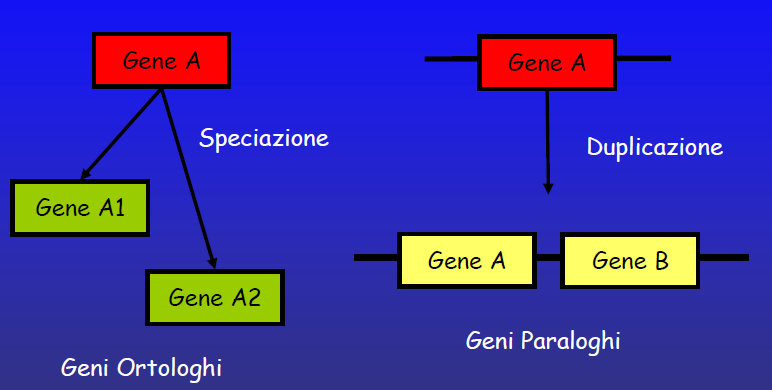 Gene A
Speciazione
Gene A1
Gene A2
Geni Ortologhi
Gene A
Duplicazione
Gene A
Gene B
Geni Paraloghi